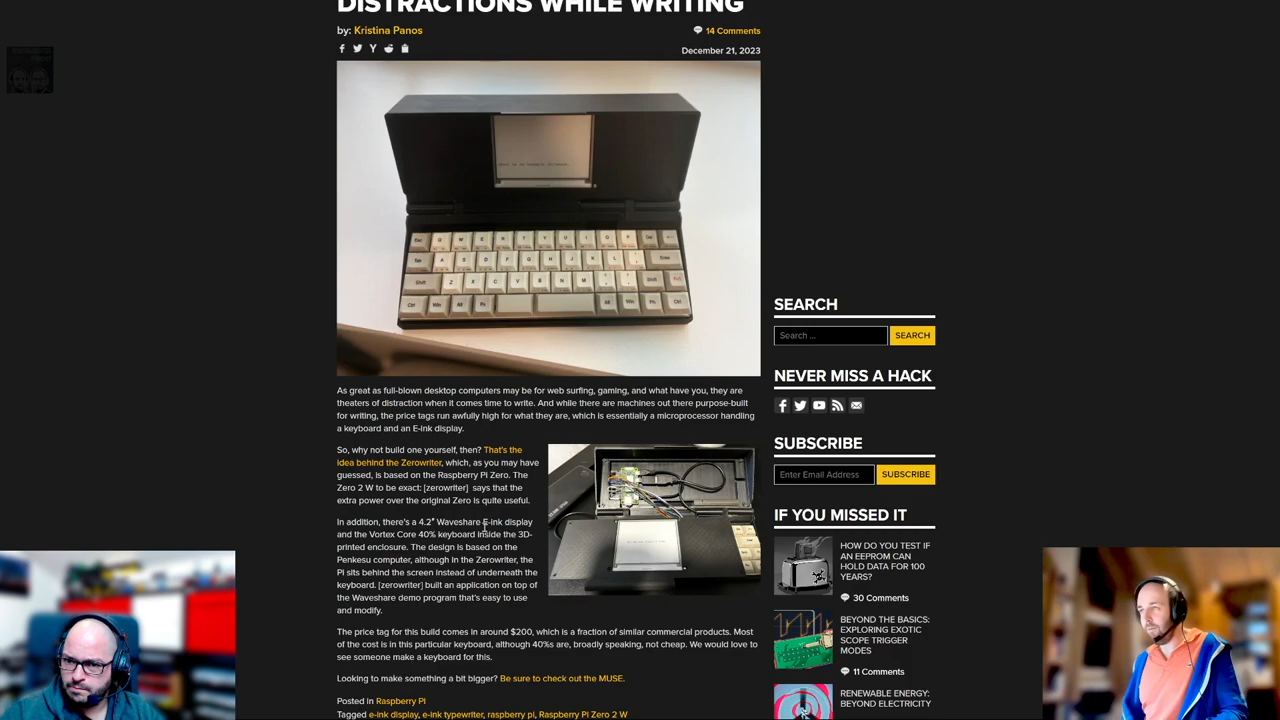 DISTRACTIONS WHILE WRITING
by: Kristina Panos
14 Comments
December 21, 2023
As great as full-blown desktop computers may be for web surfing, gaming, and what have you, they are
theaters of distraction when it comes time to write. And while there are machines out there purpose-built
for writing, the price tags run awfully high for what they are, which is essentially a microprocessor handling
a keyboard and an E-ink display.
So, why not build one yourself, then? That's the
idea behind the Zerowriter, which, as you may have
guessed, is based on the Raspberry Pi Zero. The
Zero 2 W to be exact: [zerowriter] says that the
extra power over the original Zero is quite useful.
In addition, there's a 4.2″ Waveshare E-ink display
and the Vortex Core 40% keyboard inside the 3D-
printed enclosure. The design is based on the
Penkesu computer, although in the Zerowriter, the
Pi sits behind the screen instead of underneath the
keyboard. [zerowriter] built an application on top of
the Waveshare demo program that's easy to use
and modify.
The price tag for this build comes in around $200, which is a fraction of similar commercial products. Most
of the cost is in this particular keyboard, although 40%s are, broadly speaking, not cheap. We would love to
see someone make a keyboard for this.
Looking to make something a bit bigger? Be sure to check out the MUSE.
Posted in Raspberry Pi
Tagged e-ink display, e-ink typewriter, raspberry pi, Raspberry Pi Zero 2 W
SEARCH
Search ...
SEARCH
NEVER MISS A HACK
SUBSCRIBE
Enter Email Address
SUBSCRIBE
IF YOU MISSED IT
HOW DO YOU TEST IF
AN EEPROM CAN
HOLD DATA FOR 100
YEARS?
30 Comments
BEYOND THE BASICS:
EXPLORING EXOTIC
SCOPE TRIGGER
MODES
11 Comments
RENEWABLE ENERGY:
BEYOND ELECTRICITY